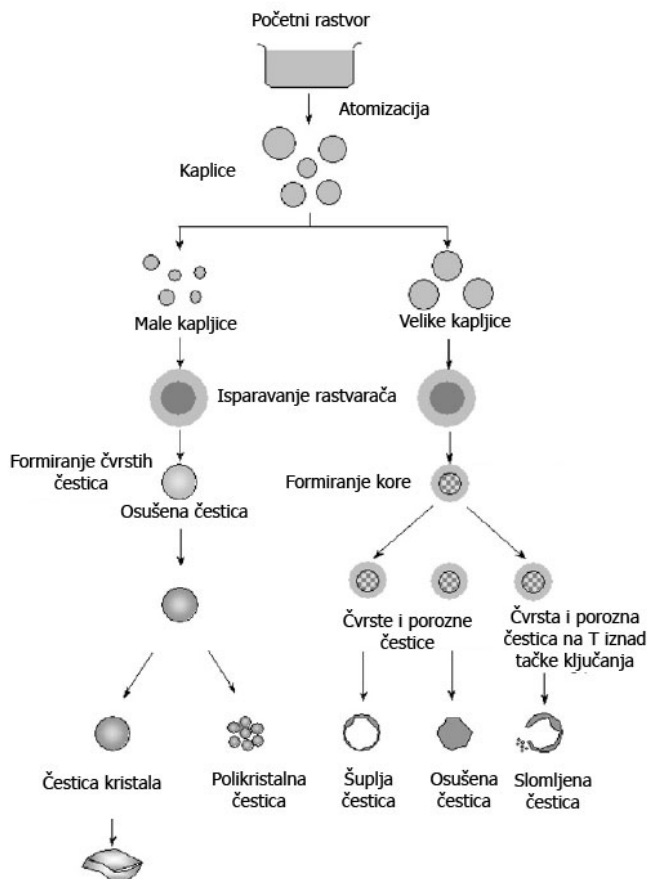 Početni rastvor
Atomizacija
Kaplice
Male kapljice
Velike kapljice
Isparavanje rastvarača
Formiranje čvrstih
čestica
Osušena čestica
Formiranje kore
Čvrste i porozne
čestice
Čvrsta i porozna
čestica na T iznad
tačke ključanja
Čestica kristala
Polikristalna
čestica
Šuplja
čestica
Osušena
čestica
Slomljena
čestica